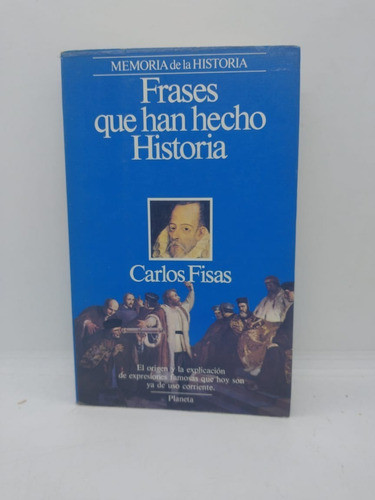 MEMORIA de la HISTORIA
Frases
que han hecho
Historia
Carlos Fisas
El origen y la explicación
de expresiones famosas que hoy son
ya de uso corriente.
Planeta